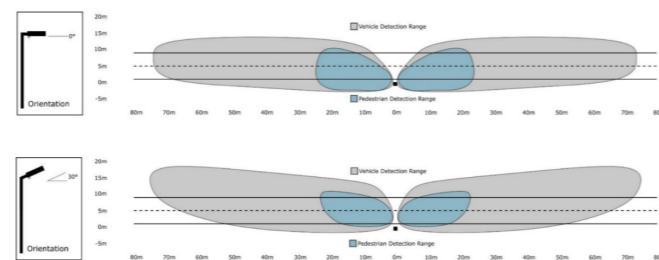 20m
Vehicle Detection Range
15m
0°
10m
5m
0m
-5m
Pedestrian Detection Range
Orientation
80m 70m 60m 50m 40m 30m 20m 10m 0m 10m 20m 30m 40m 50m 60m 70m 80
20m
Vehicle Detection Range
15m
30°
10m
5m
0m
-5m
Pedestrian Detection Range
Orientation
80m 70m 60m 50m 40m 30m 20m 10m 0m 10m 20m 30m 40m 50m 60m 70m 80